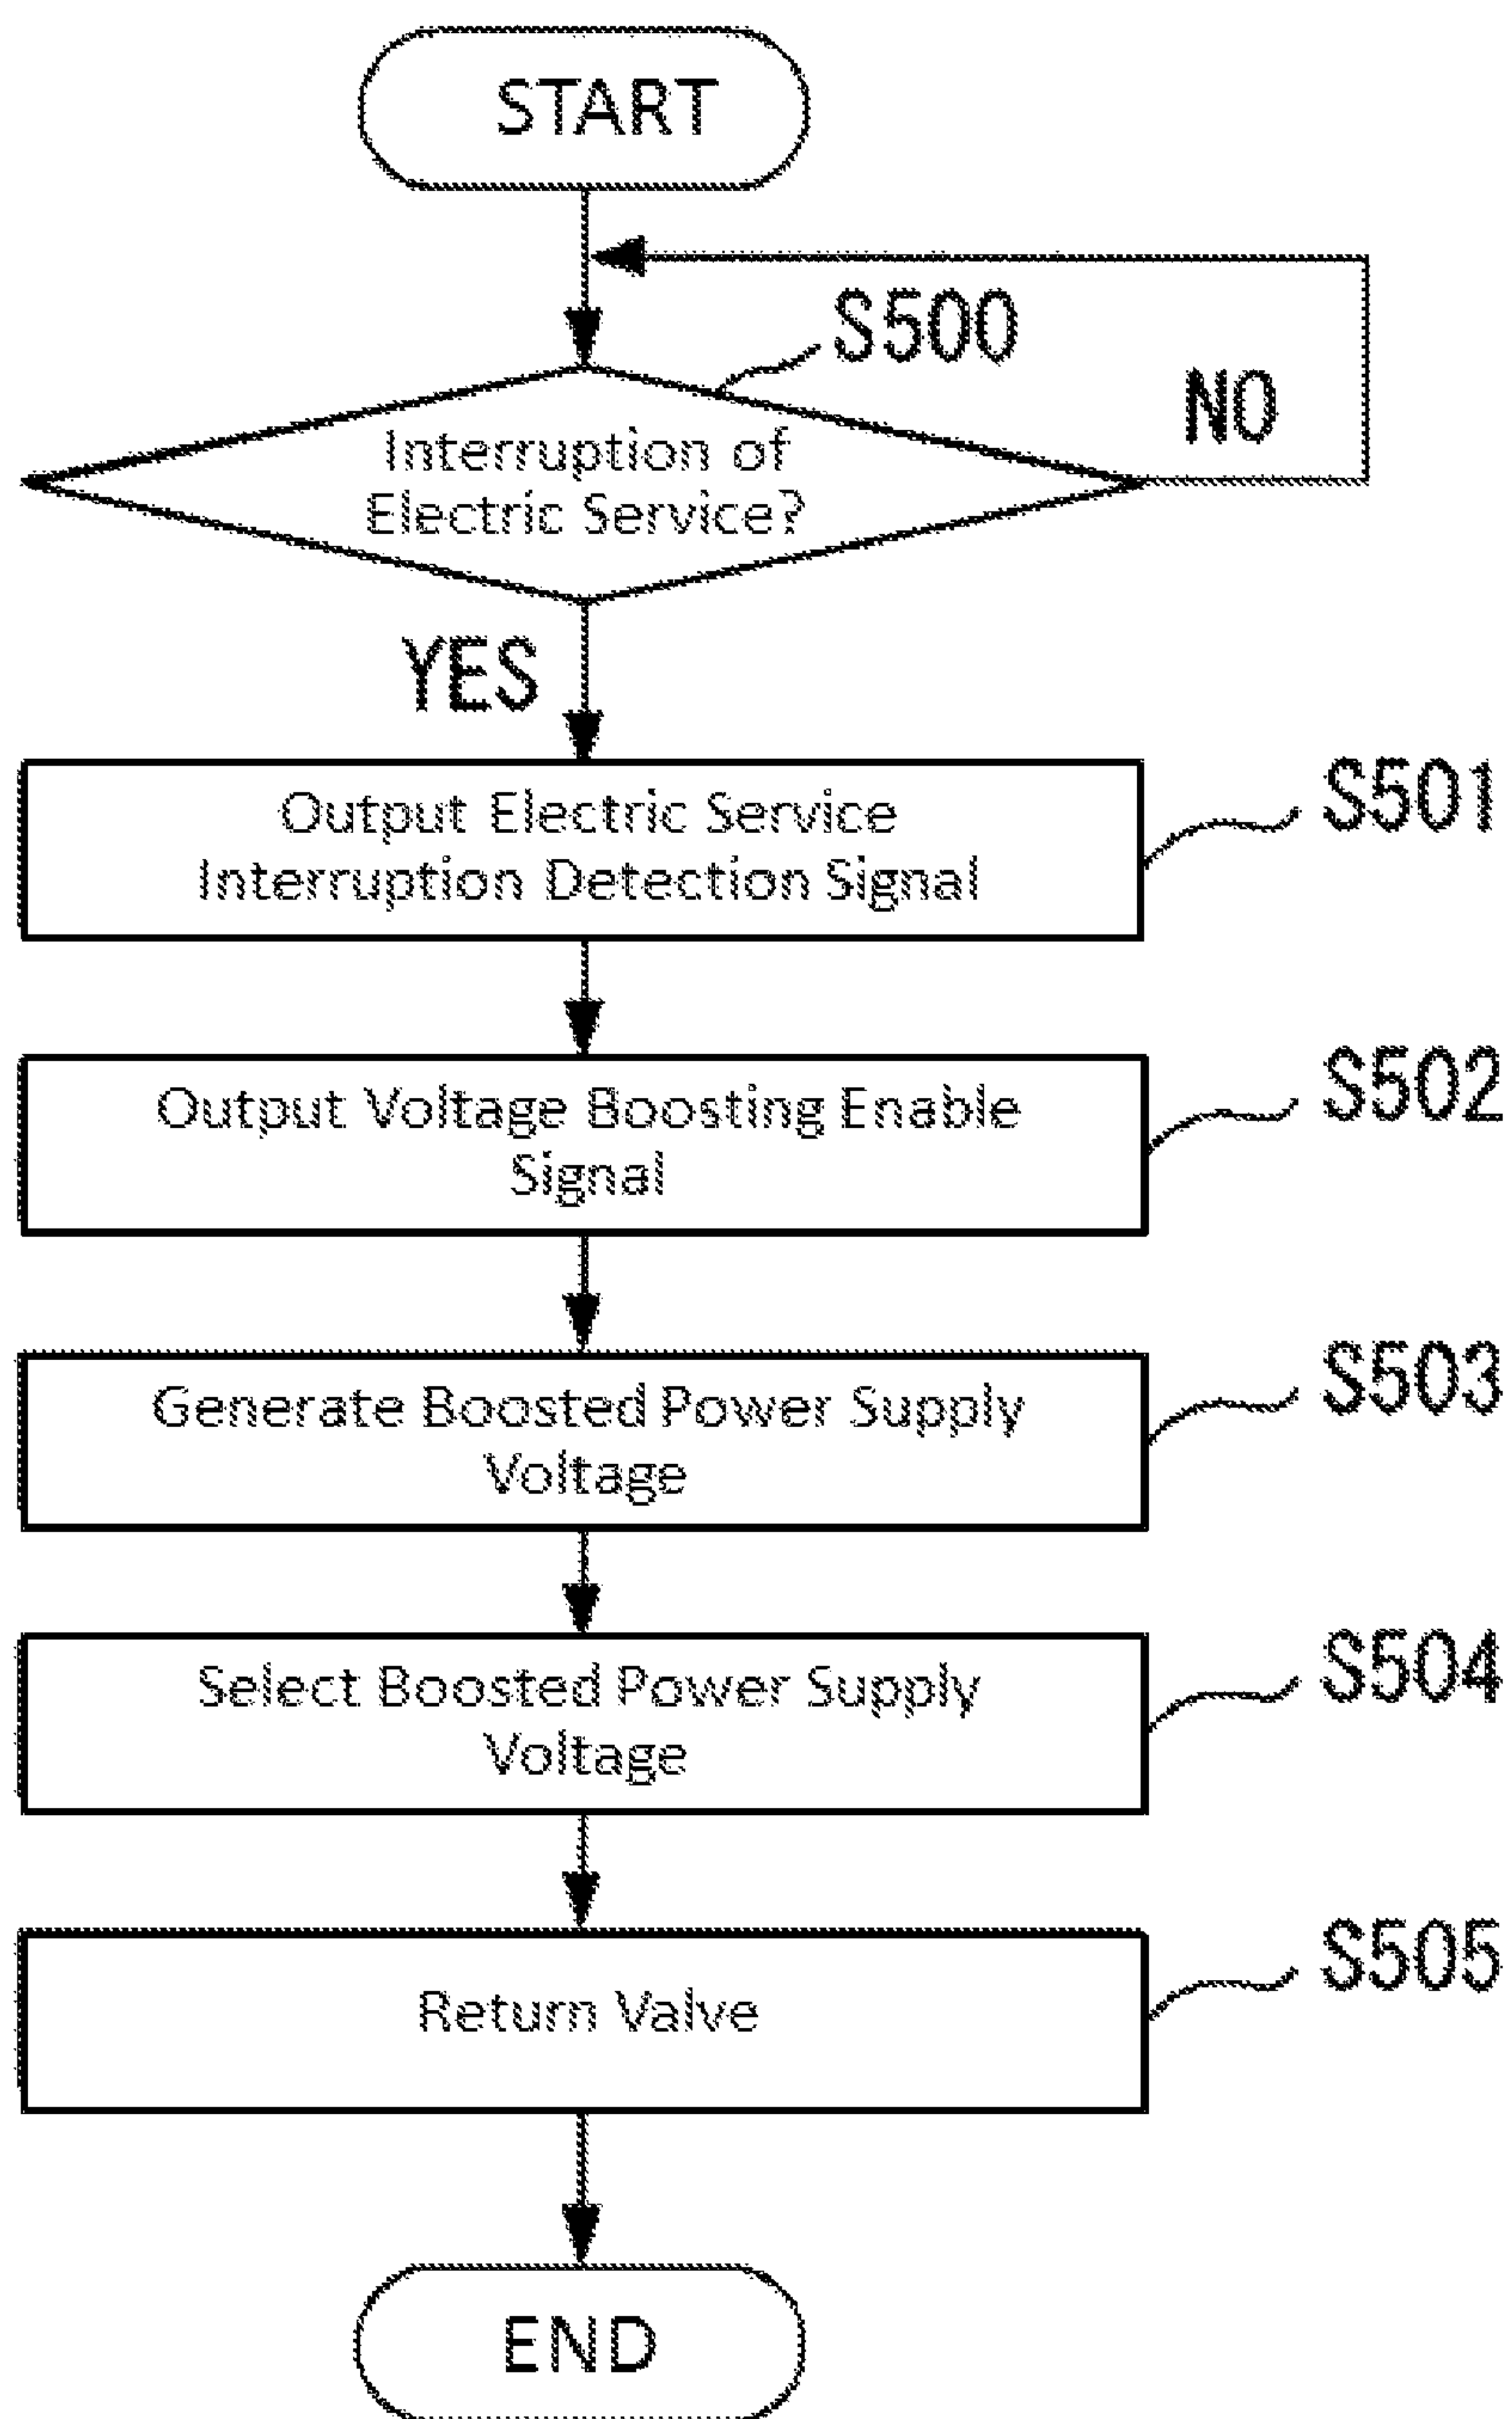 START
S500
NO
Interruption of
Electric Service?
YES
Output Electric Service
Interruption Detection Signal
S501
Output Voltage Boosting Enable
Signal
S502
Generate Boosted Power Supply
Voltage
S503
Select Boosted Power Supply
Voltage
S504
Return Valve
S505
END